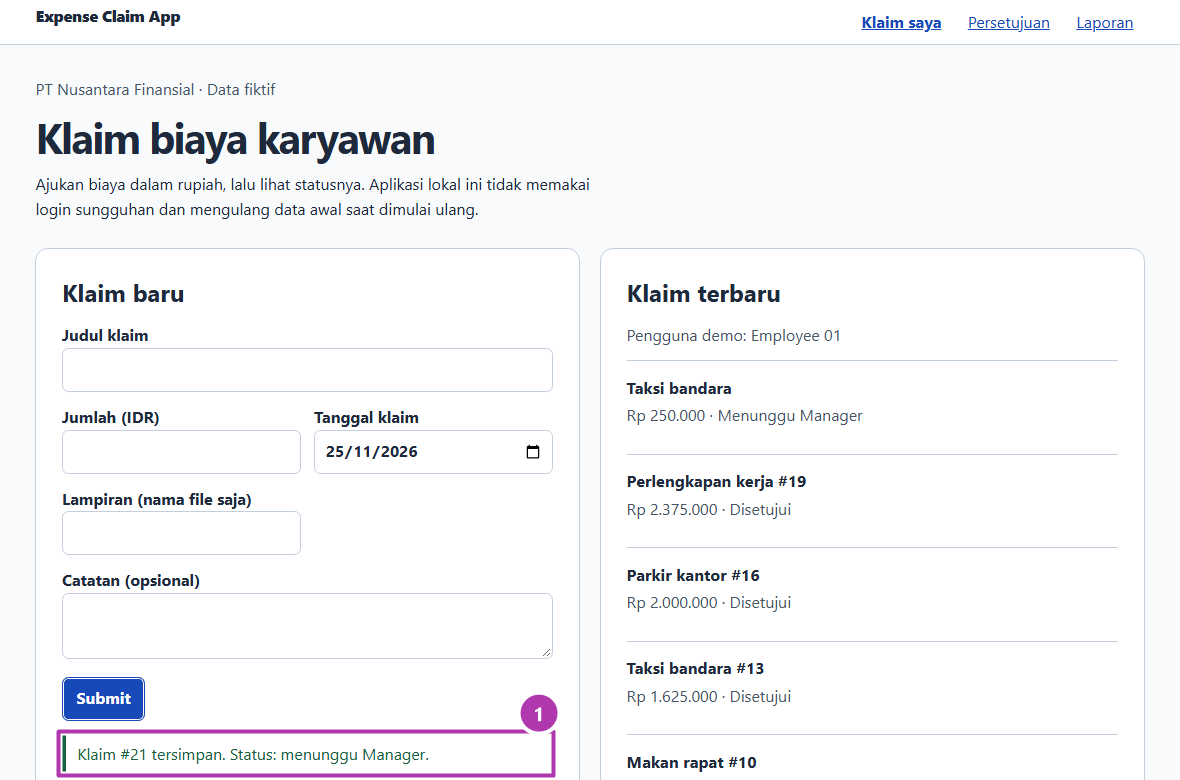 Expense Claim App
Klaim saya Persetujuan Laporan
PT Nusantara Finansial · Data fiktif
Klaim biaya karyawan
Ajukan biaya dalam rupiah, lalu lihat statusnya. Aplikasi lokal ini tidak memakai
login sungguhan dan mengulang data awal saat dimulai ulang.
Klaim baru
Judul klaim
Jumlah (IDR) Tanggal klaim
25/11/2026
Lampiran (nama file saja)
Catatan (opsional)
Submit
1
Klaim #21 tersimpan. Status: menunggu Manager.
Klaim terbaru
Pengguna demo: Employee 01
Taksi bandara
Rp 250.000 · Menunggu Manager
Perlengkapan kerja #19
Rp 2.375.000 · Disetujui
Parkir kantor #16
Rp 2.000.000 · Disetujui
Taksi bandara #13
Rp 1.625.000 · Disetujui
Makan rapat #10